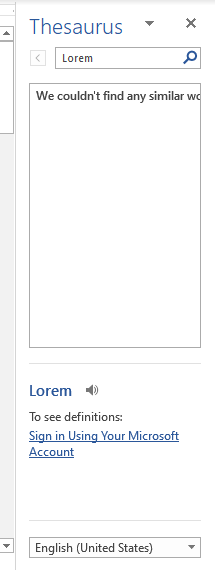 Thesaurus
Lorem
We couldn't find any similar
Lorem
To see definitions:
Sign in Using Your Microsoft
Account
English (United States)